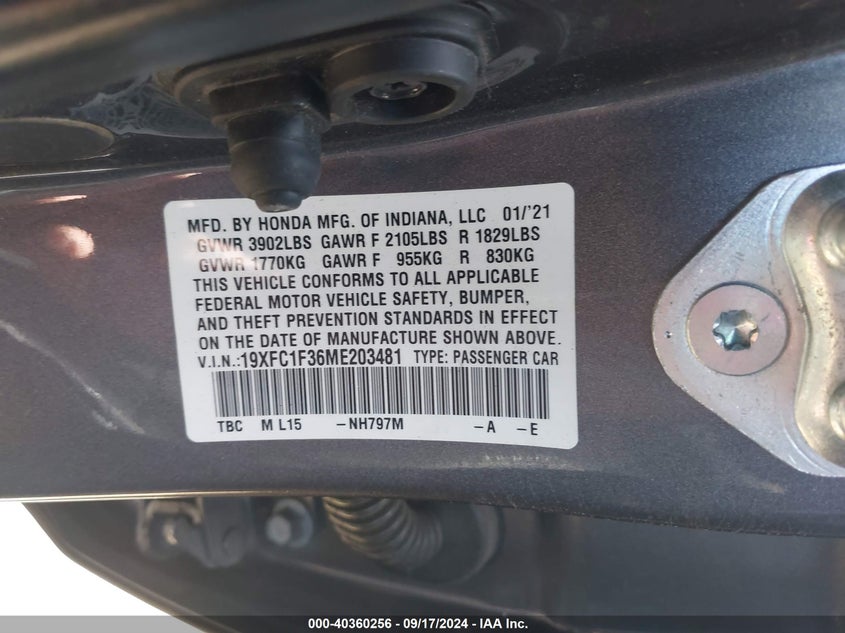 MFD. BY HONDA MFG. OF INDIANA, LLC 01/'21
GVWR 3902LBS GAWR F 2105LBS R 1829LBS
GVWR 1770KG GAWR F 955KG R 830KG
THIS VEHICLE CONFORMS TO ALL APPLICABLE
FEDERAL MOTOR VEHICLE SAFETY, BUMPER,
AND THEFT PREVENTION STANDARDS IN EFFECT
ON THE DATE OF MANUFACTURE SHOWN ABOVE.
V.I.N.:19XFC1F36ME203481 TYPE: PASSENGER CAR
TBC M L15 -NH797M -A -E
000-40360256 - 09/17/2024 - IAA Inc.